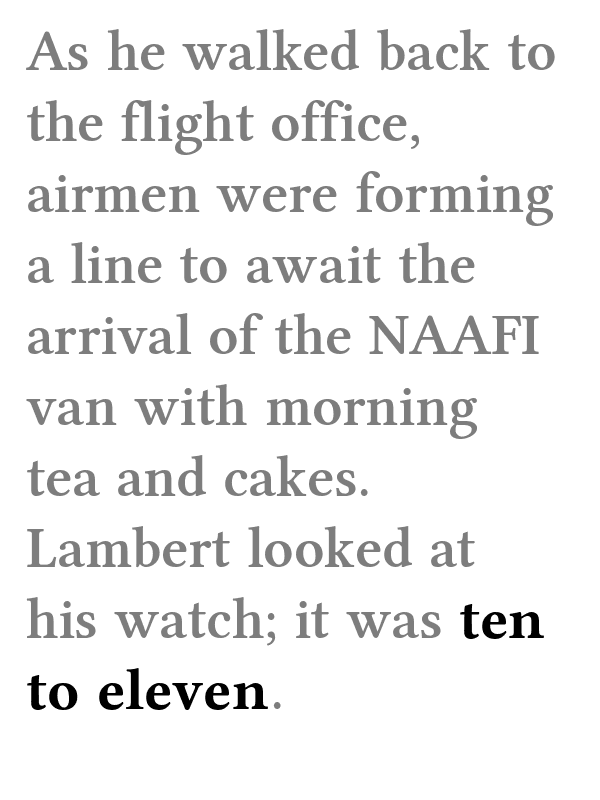 As he walked back to
the flight office,
airmen were forming
a line to await the
arrival of the NAAFI
van with morning
tea and cakes.
Lambert looked at
his watch; it was ten
to eleven.